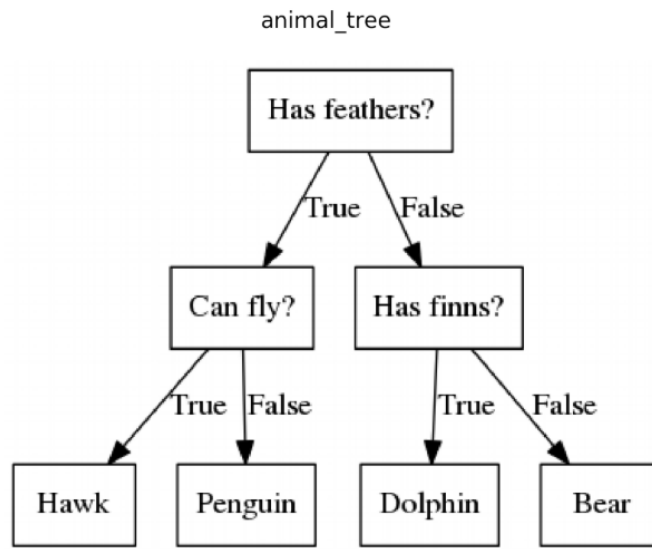 animal_tree
Has feathers?
True False
Can fly? Has finns?
True False True False
Hawk Penguin Dolphin Bear